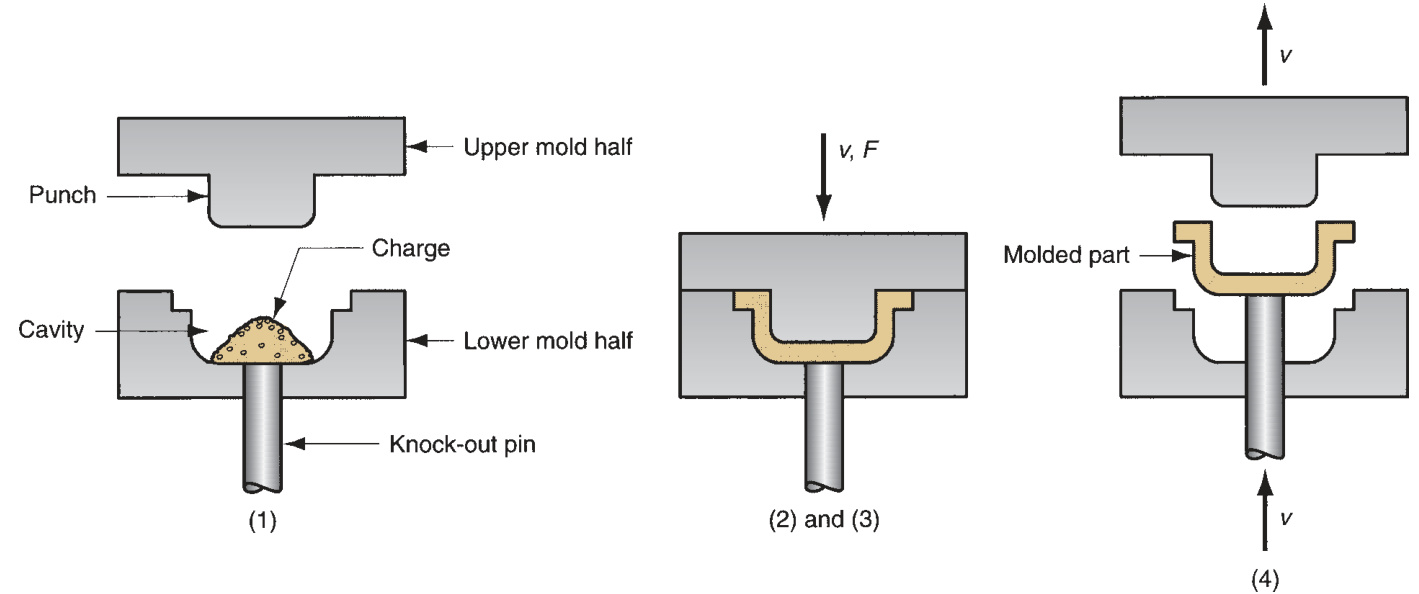 Upper mold half
Punch
Charge
Cavity
Lower mold half
Knock-out pin
(1)
v, F
(2) and (3)
v
Molded part
v
(4)